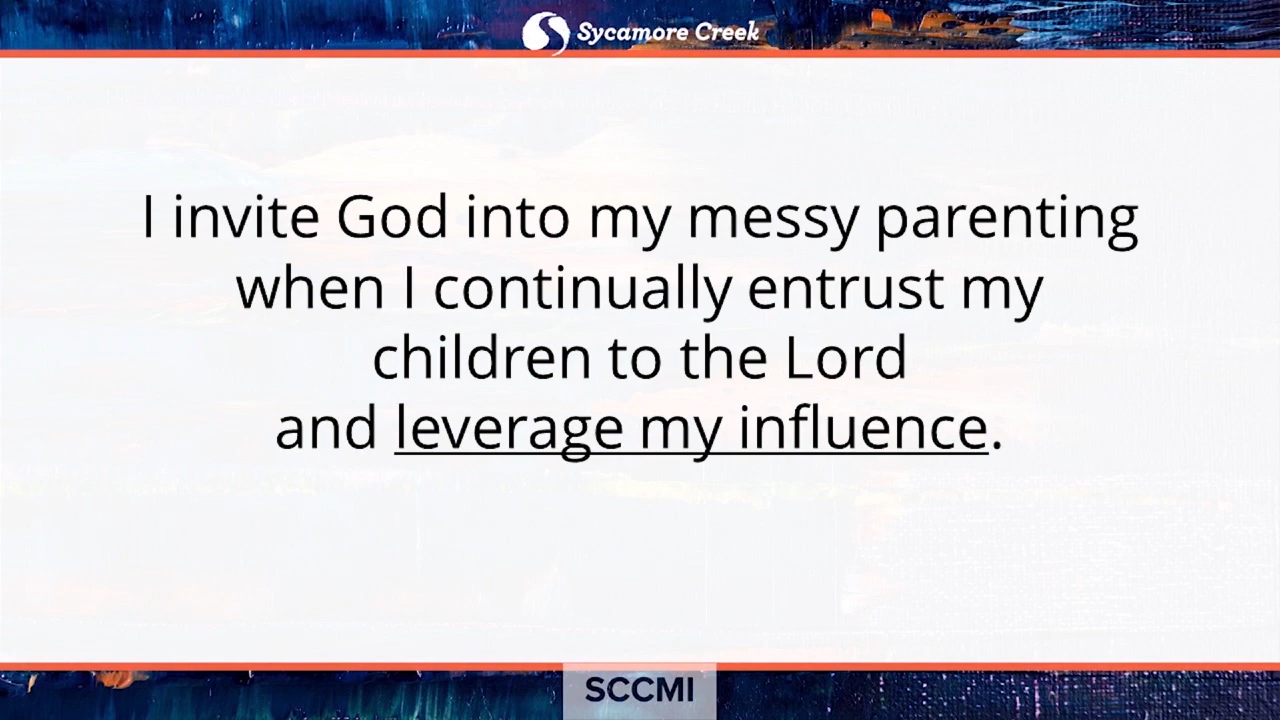 Sycamore Creek
I invite God into my messy parenting
when I continually entrust my
children to the Lord
and leverage my influence.
SCCMI